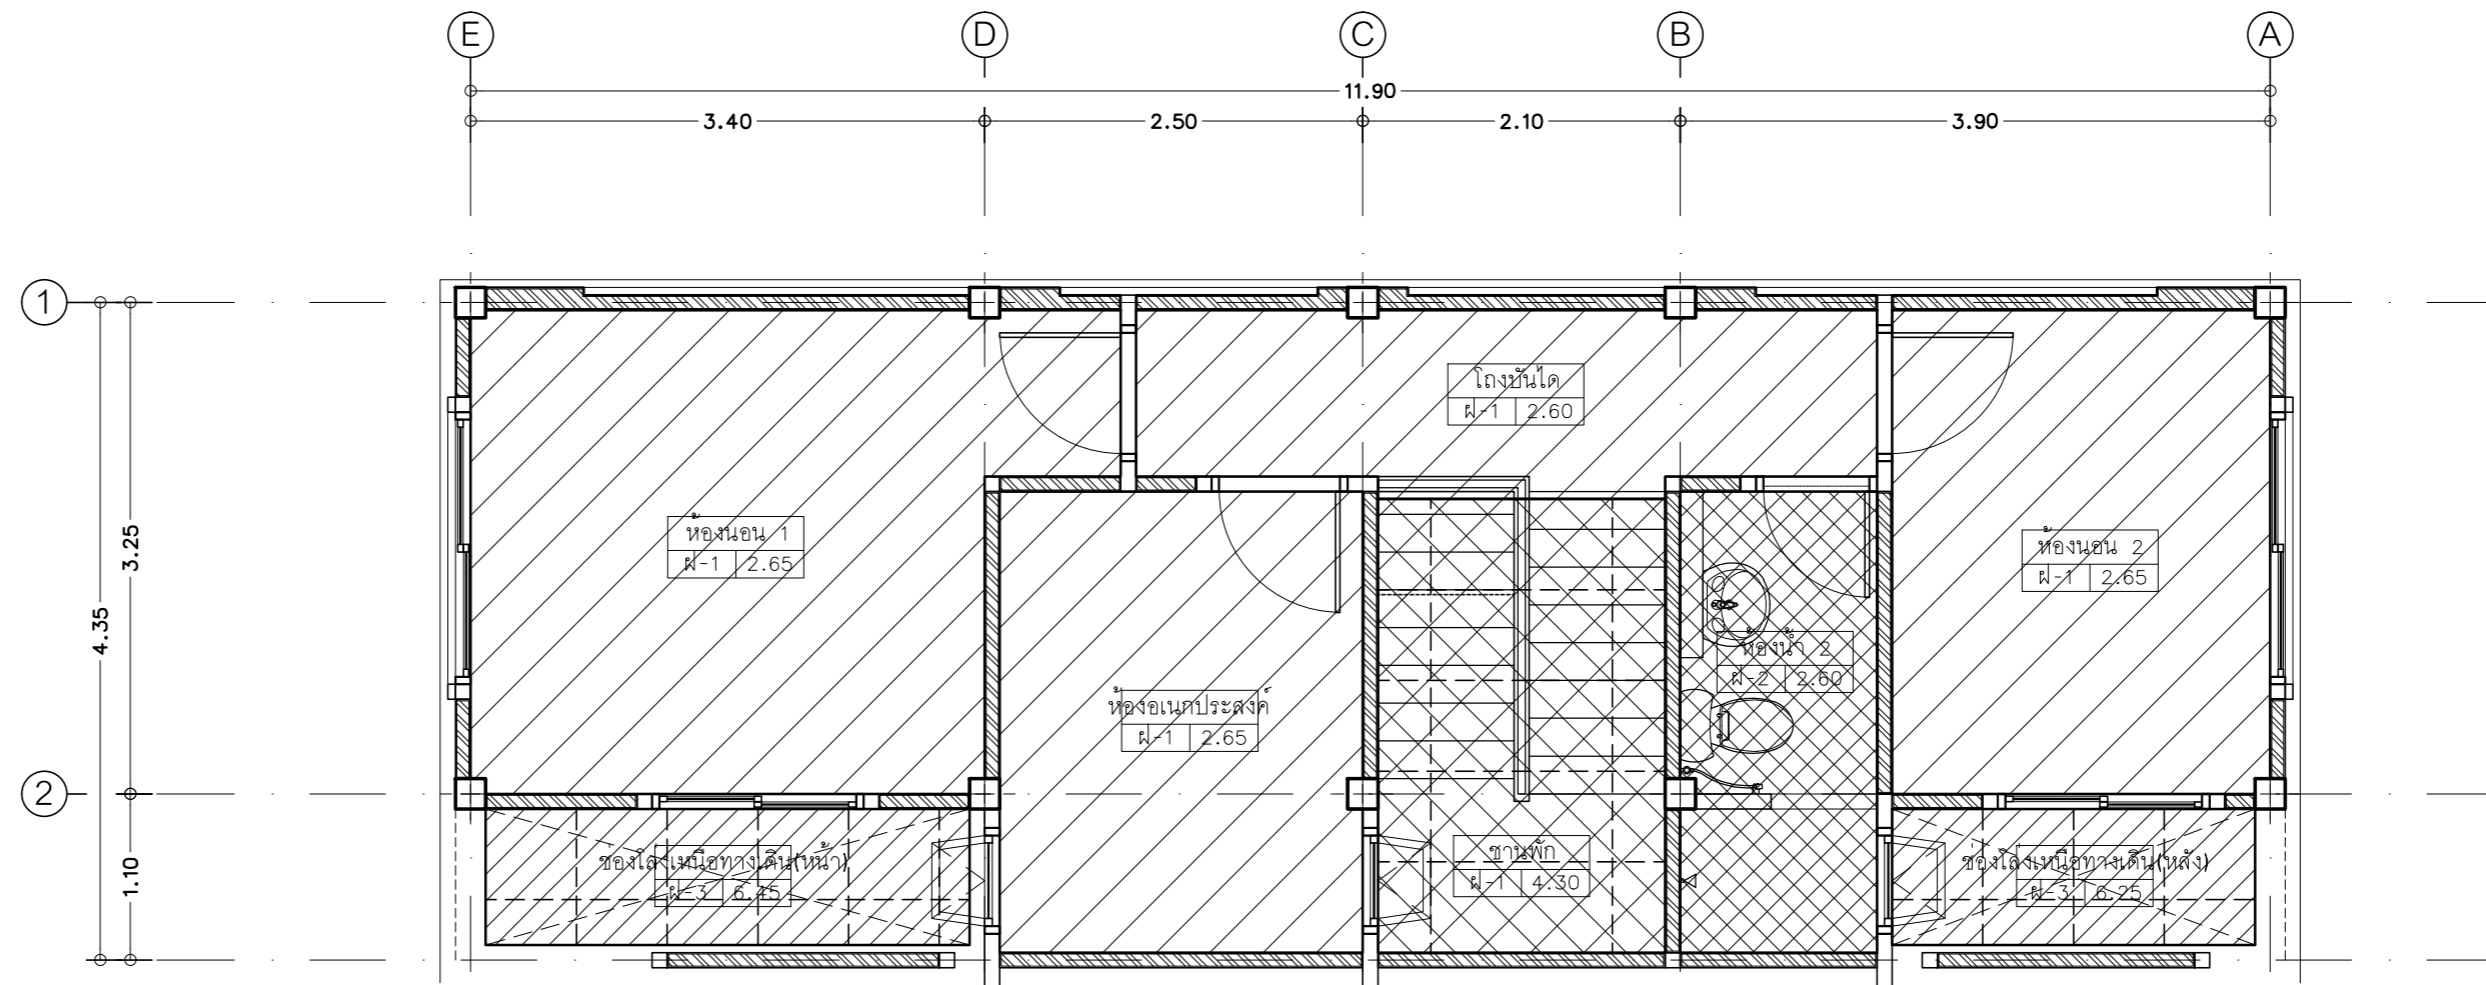 E D C B A
11.90
3.40 2.50 2.10 3.90
1
โถงบันได
ฝ-1 2.60
ห้องนอน 1
ฝ-1 2.65
ห้องนอน 2
ฝ-1 2.65
3.25
4.35
ห้องน้ำ 2
ฝ-2 2.60
ห้องอเนกประสงค์
ฝ-1 2.65
2
ช่องโล่งเหนือทางเดิน(หน้า)
ฝ-3 6.45
ชานพัก
ฝ-1 4.30
ช่องโล่งเหนือทางเดิน(หลัง)
ฝ-3 6.25
1.10